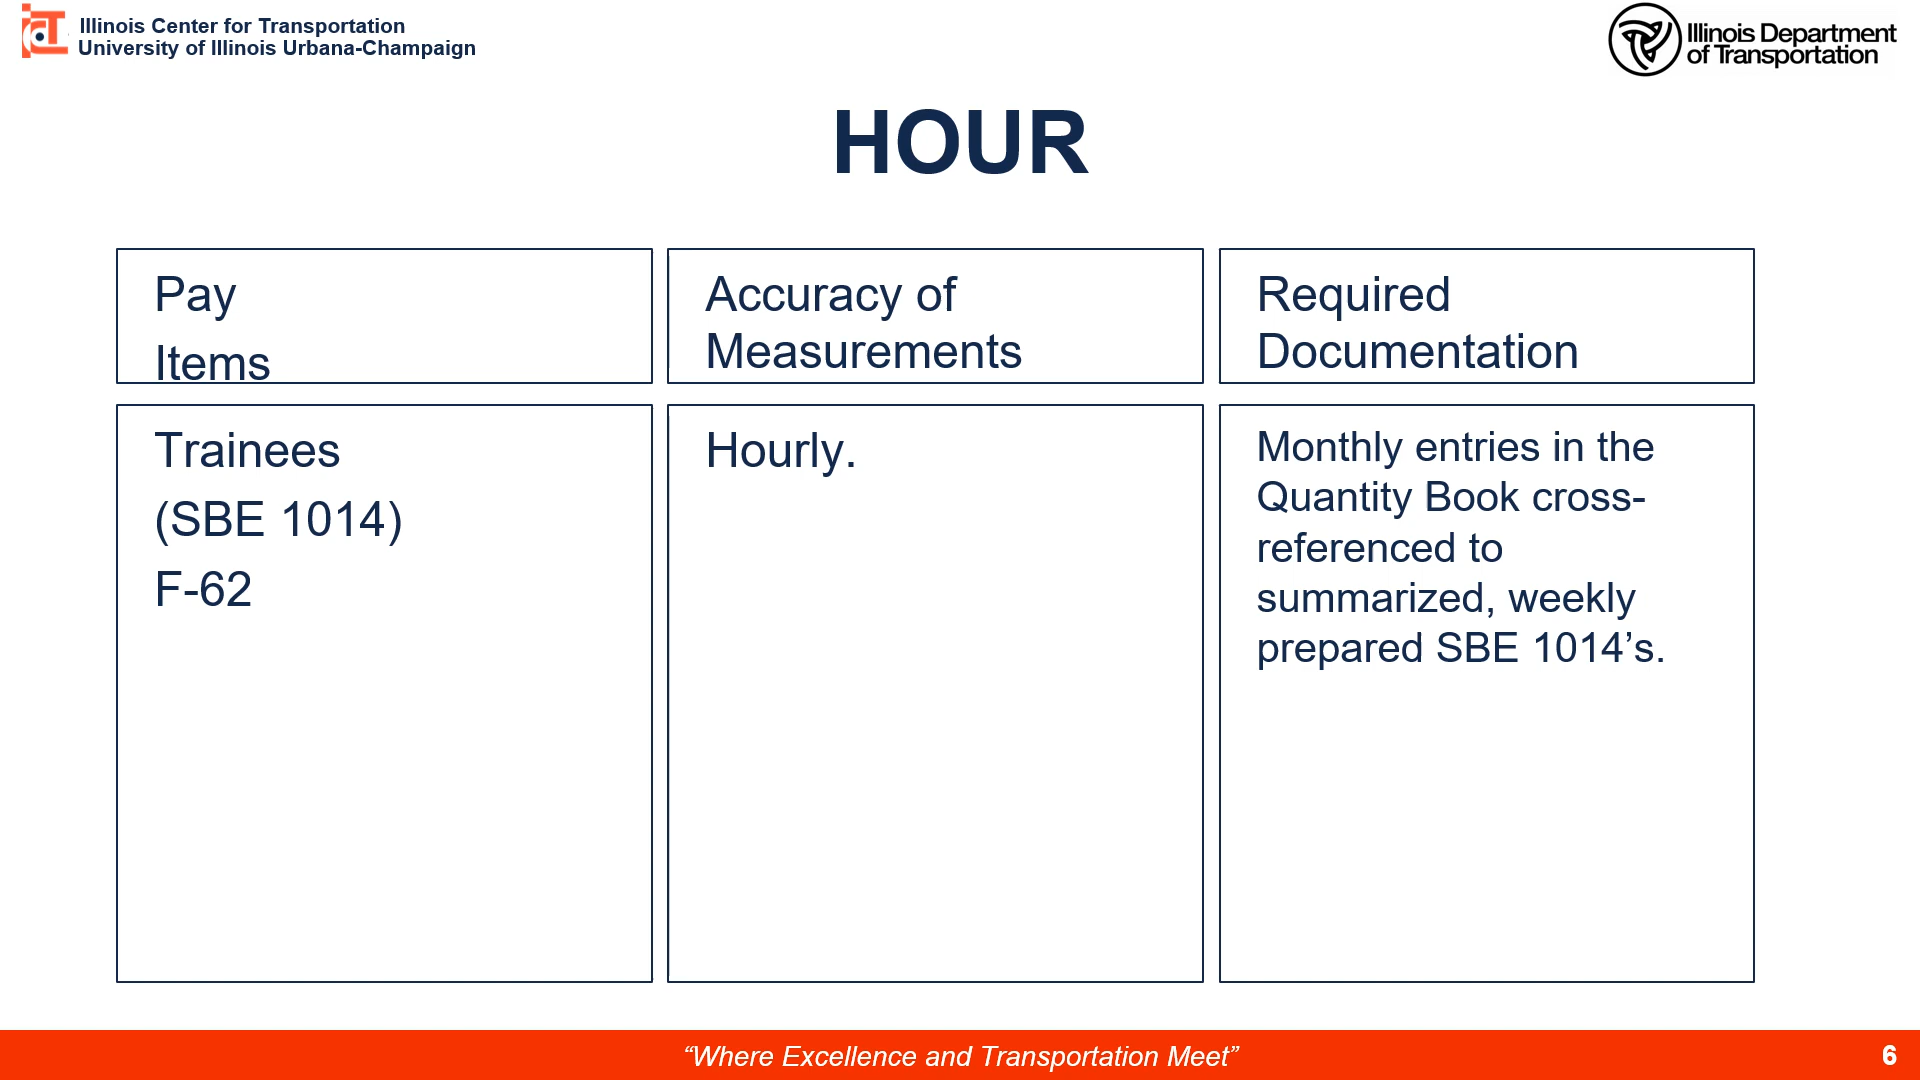 Illinois Center for Transportation
University of Illinois Urbana-Champaign
Illinois Department
of Transportation
HOUR
Pay
Items
Accuracy of
Measurements
Required
Documentation
Trainees
(SBE 1014)
F-62
Hourly.
Monthly entries in the
Quantity Book cross-
referenced to
summarized, weekly
prepared SBE 1014’s.
“Where Excellence and Transportation Meet”
6